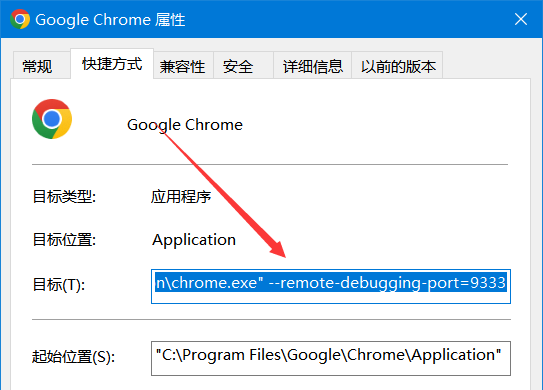 Google Chrome 属性
常规 快捷方式 兼容性 安全 详细信息 以前的版本
Google Chrome
目标类型: 应用程序
目标位置: Application
目标(T): n\chrome.exe" --remote-debugging-port=9333
起始位置(S): "C:\Program Files\Google\Chrome\Application"